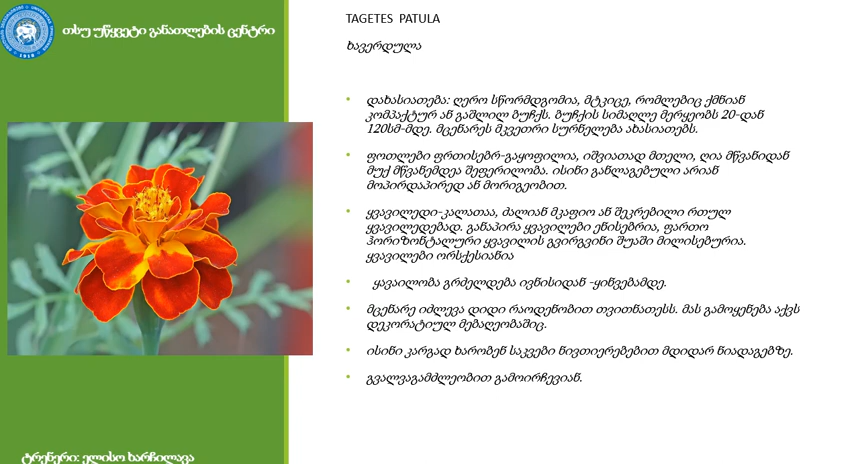 თსუ უწყვეტი განათლების ცენტრი
TAGETES PATULA
ხავერდულა
• დახასიათება: ღერო სწორმდგომია, მტკიცე, რომლებიც ქმნიან
კომპაქტურ ან გაშლილ ბუჩქს. ბუჩქის სიმაღლე მერყეობს 20-დან
120სმ-მდე. მცენარეს მკვეთრი სურნელება ახასიათებს.
• ფოთლები ფრთისებრ-გაყოფილია, იშვიათად მთელი, ღია მწვანიდან
მუქ მწვანემდეა შეფერილობა. ისინი განლაგებული არიან
მოპირდაპირედ ან მორიგეობით.
• ყვავილედი-კალათაა, ძალიან მკაფიო ან შეკრებილი რთულ
ყვავილედებად. განაპირა ყვავილები ენისებრია, ფართო
ჰორიზონტალური ყვავილის გვირგვინი შუაში მილისებურია.
ყვავილები ორსქესიანია
• ყავაილობა გრძელდება ივნისიდან -ყინვებამდე.
• მცენარე იძლევა დიდი რაოდენობით თვითნათესს. მას გამოყენება აქვს
დეკორატიულ მებაღეობაშიც.
• ისინი კარგად ხარობენ საკვები ნივთიერებებით მდიდარ ნიადაგებზე.
• გვალვაგამძლეობით გამოირჩევიან.
ტრენერი: ელისო ხარჩილავა